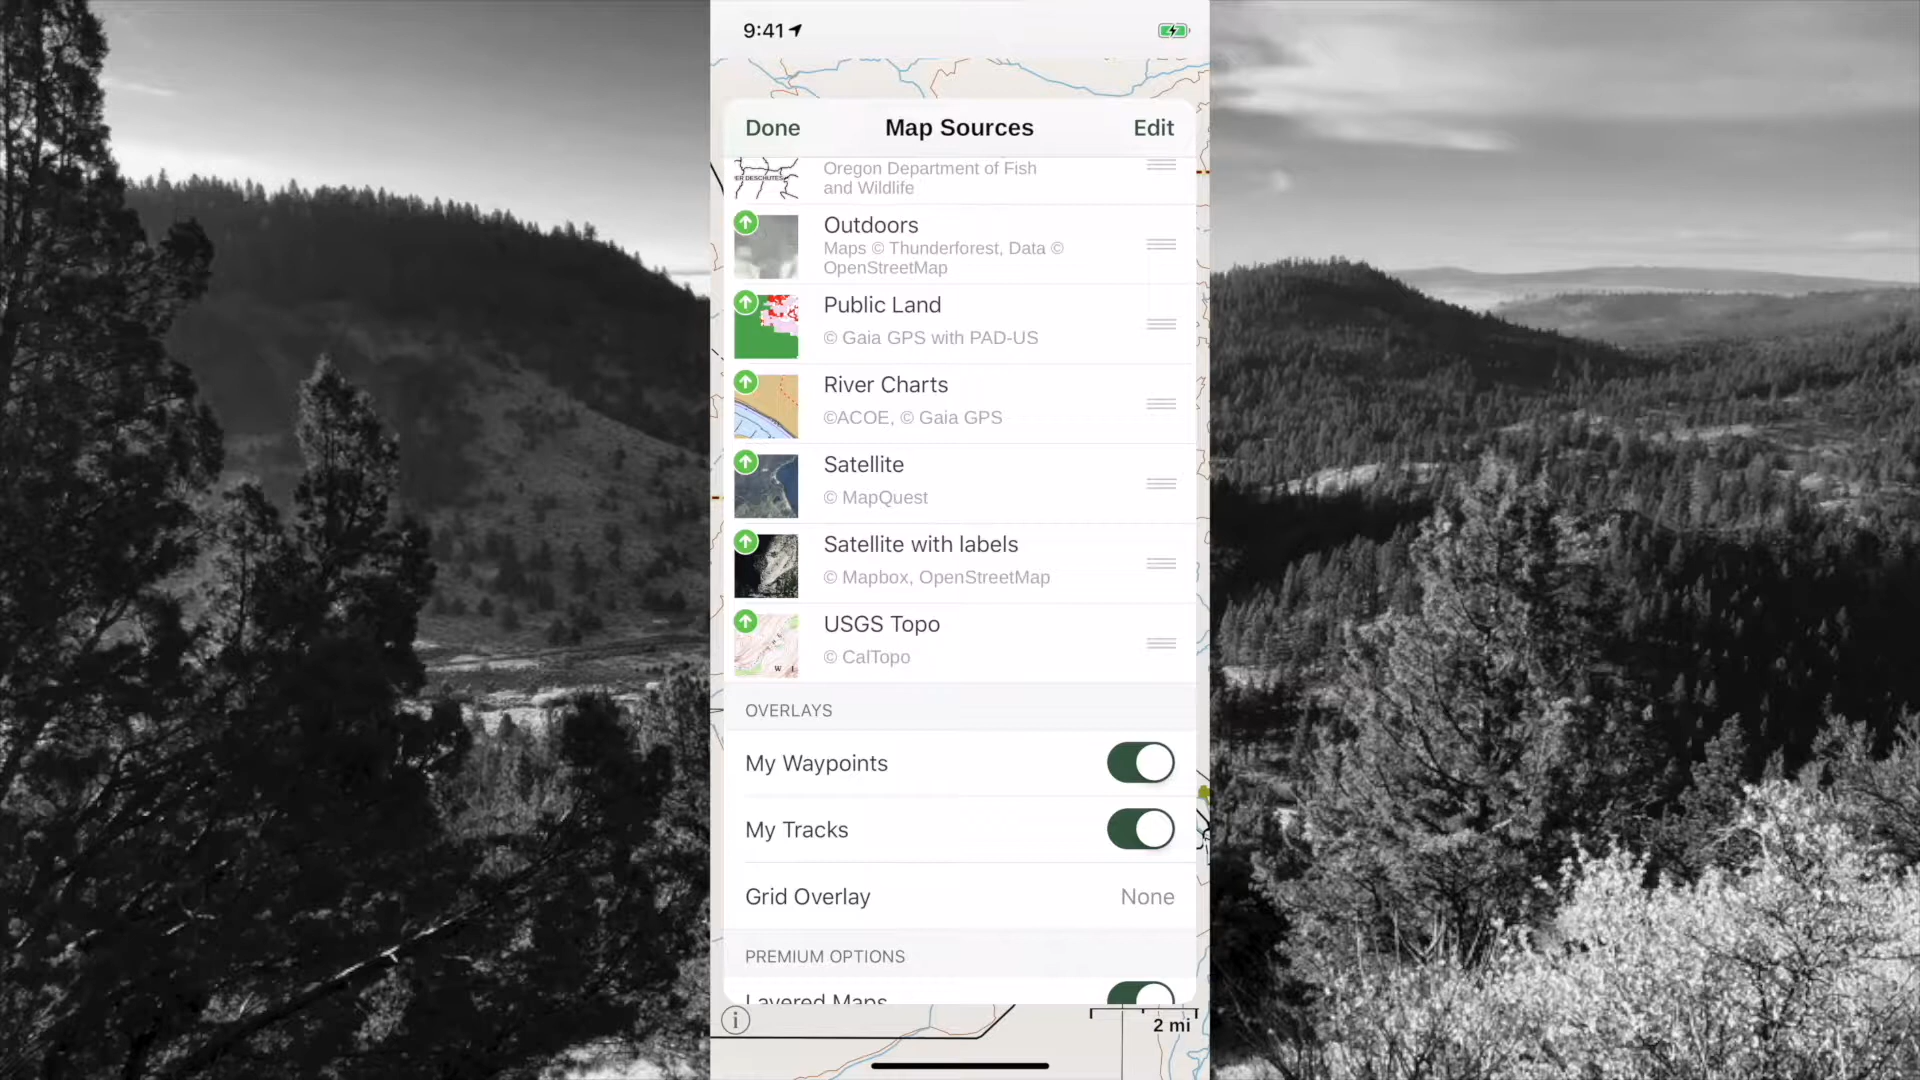 9:41
Done
Map Sources
Edit
ER DESCHUTES
Oregon Department of Fish
and Wildlife
Outdoors
Maps © Thunderforest, Data ©
OpenStreetMap
Public Land
© Gaia GPS with PAD-US
River Charts
©ACOE, © Gaia GPS
Satellite
© MapQuest
Satellite with labels
© Mapbox, OpenStreetMap
USGS Topo
© CalTopo
W I
OVERLAYS
My Waypoints
My Tracks
Grid Overlay
None
PREMIUM OPTIONS
Layered Maps
2 mi